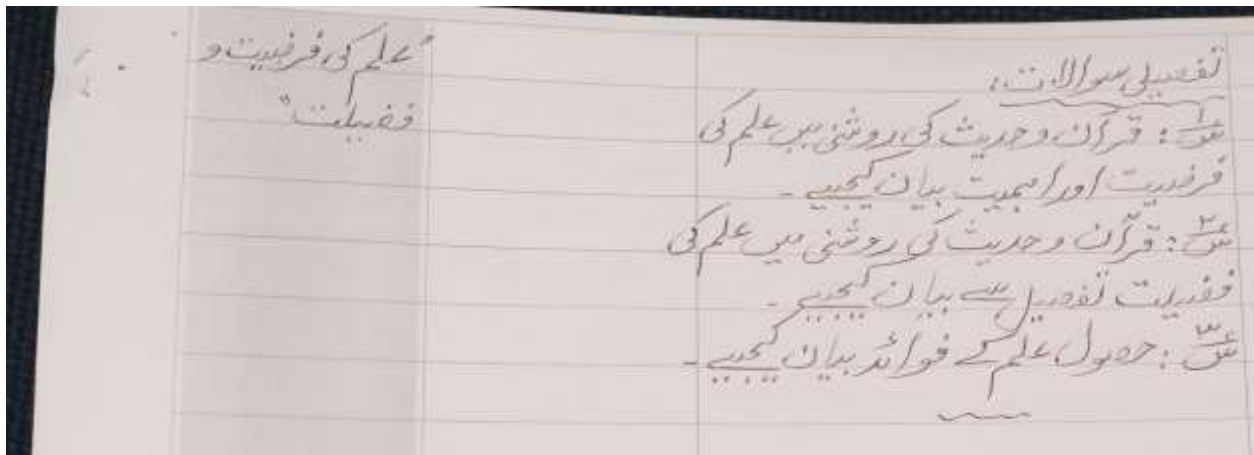 تفصیلی سوالات:
س۱: قرآن و حدیث کی روشنی میں علم کی
فرضیت اور اہمیت بیان کیجیے۔
س۲: قرآن و حدیث کی روشنی میں علم کی
فضیلت تفصیل سے بیان کیجیے۔
س۳: حصول علم کے فوائد بیان کیجیے۔
"علم کی فرضیت و
فضیلت"